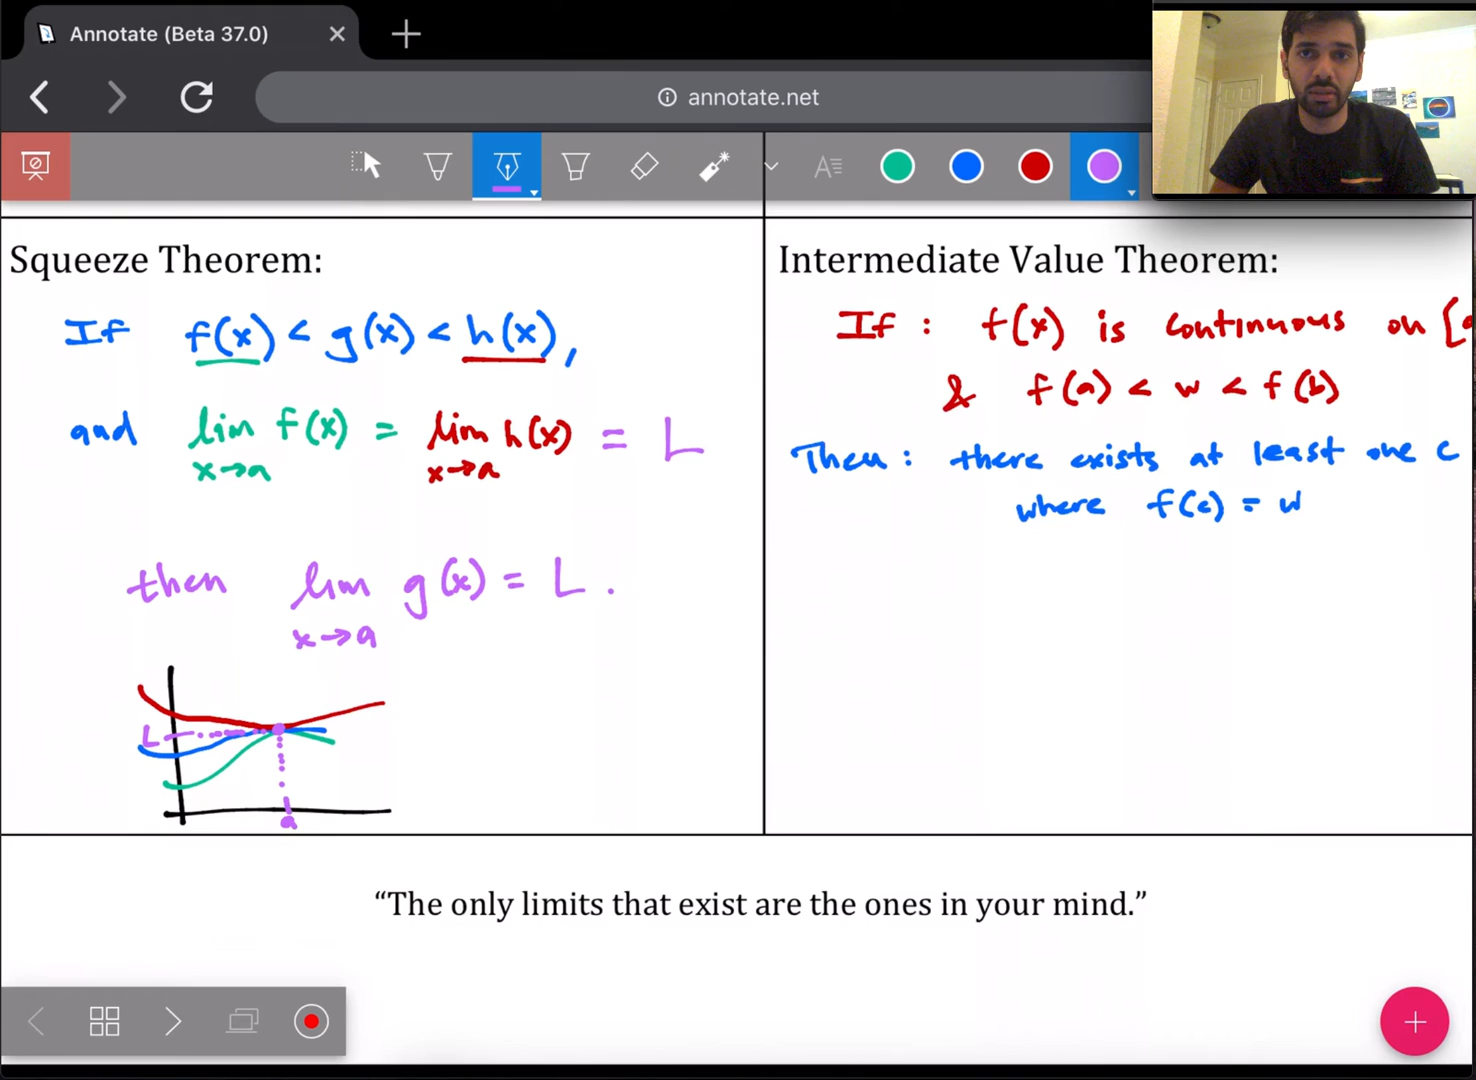 Annotate (Beta 37.0)
annotate.net
Squeeze Theorem:
If f(x) < g(x) < h(x),
and lim f(x) = lim h(x) = L
x→a x→a
then lim g(x) = L.
x→a
L
a
Intermediate Value Theorem:
If : f(x) is continuous on [a
& f(a) < w < f(b)
Then : there exists at least one c
where f(c) = w
“The only limits that exist are the ones in your mind.”